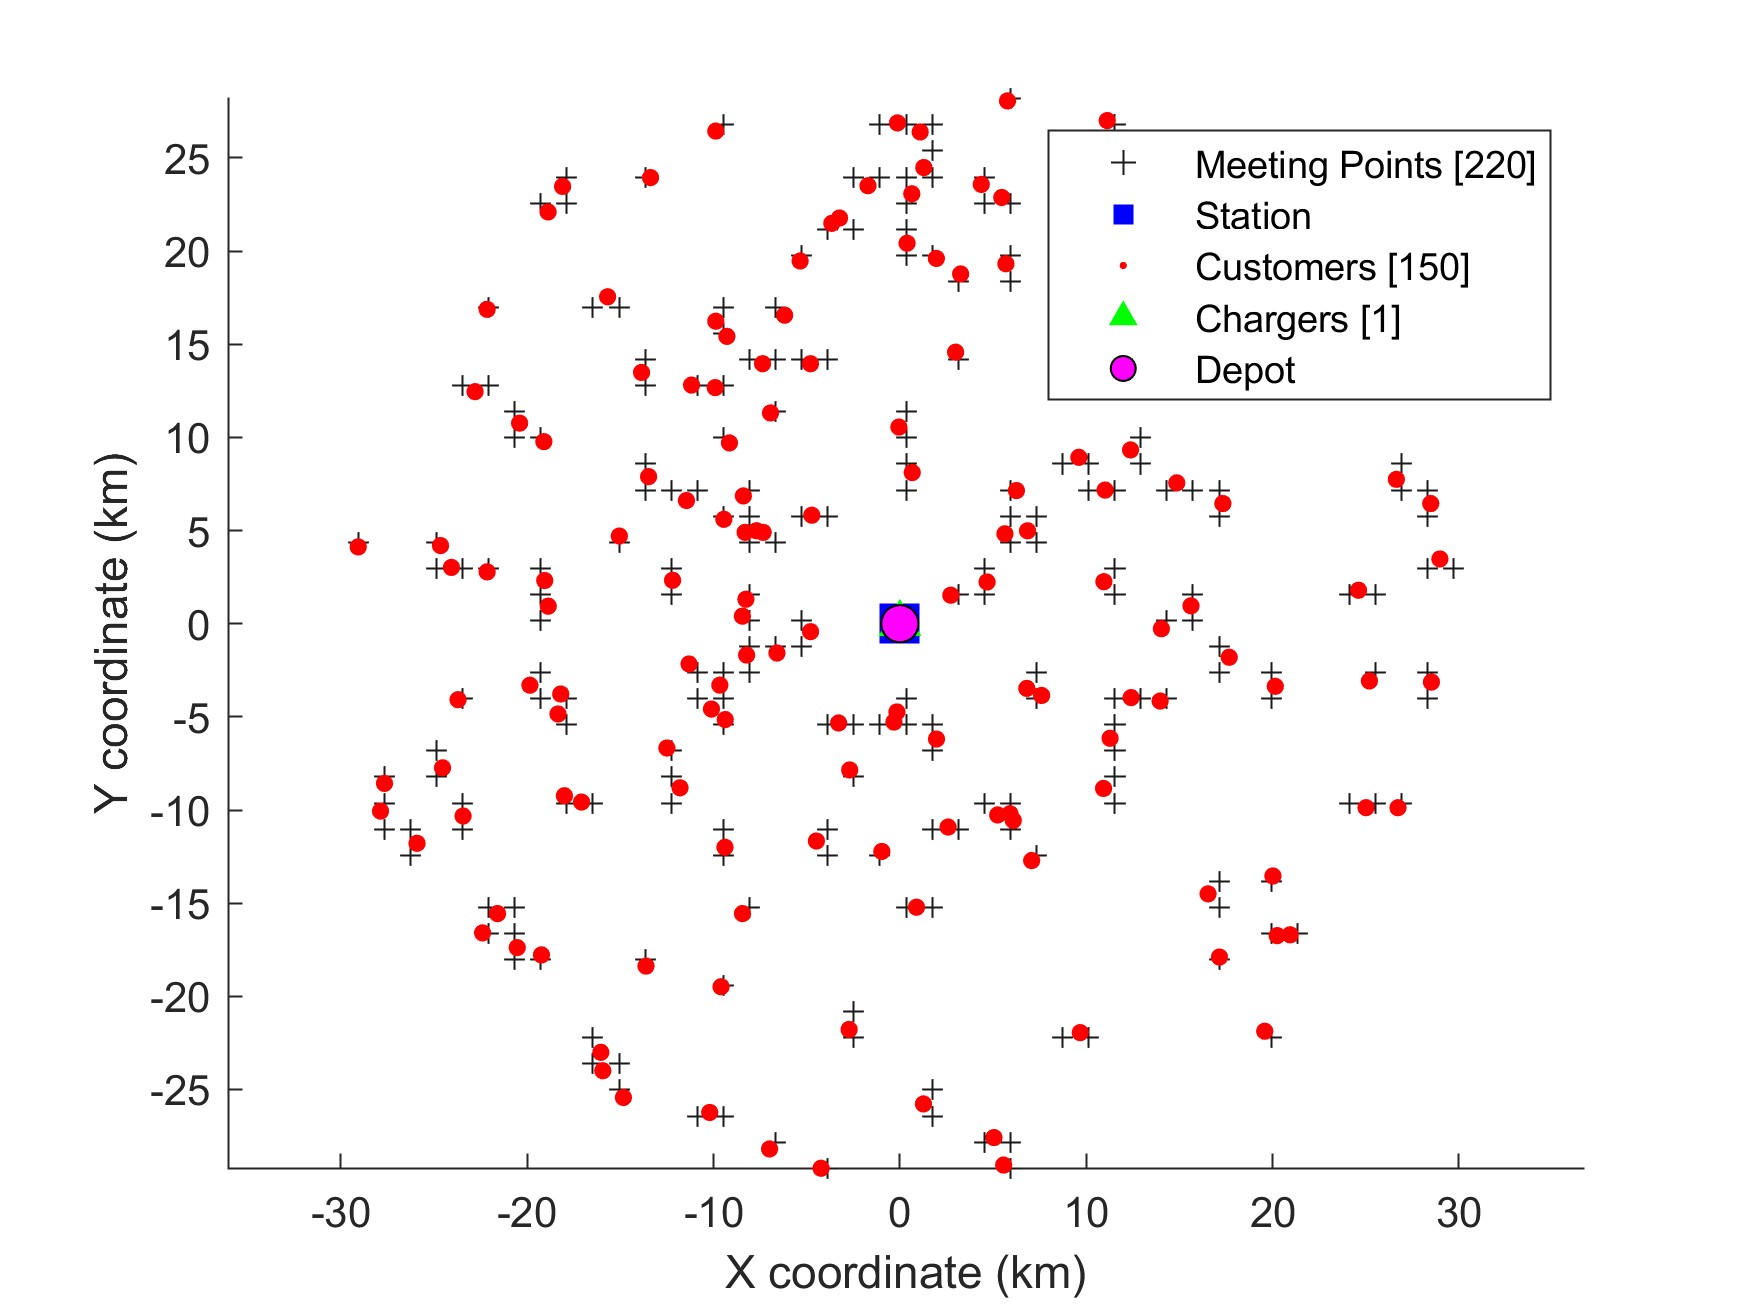 25
20
15
10
5
0
-5
-10
-15
-20
-25
Y coordinate (km)
Meeting Points [220]
Station
Customers [150]
Chargers [1]
Depot
-30 -20 -10 0 10 20 30
X coordinate (km)